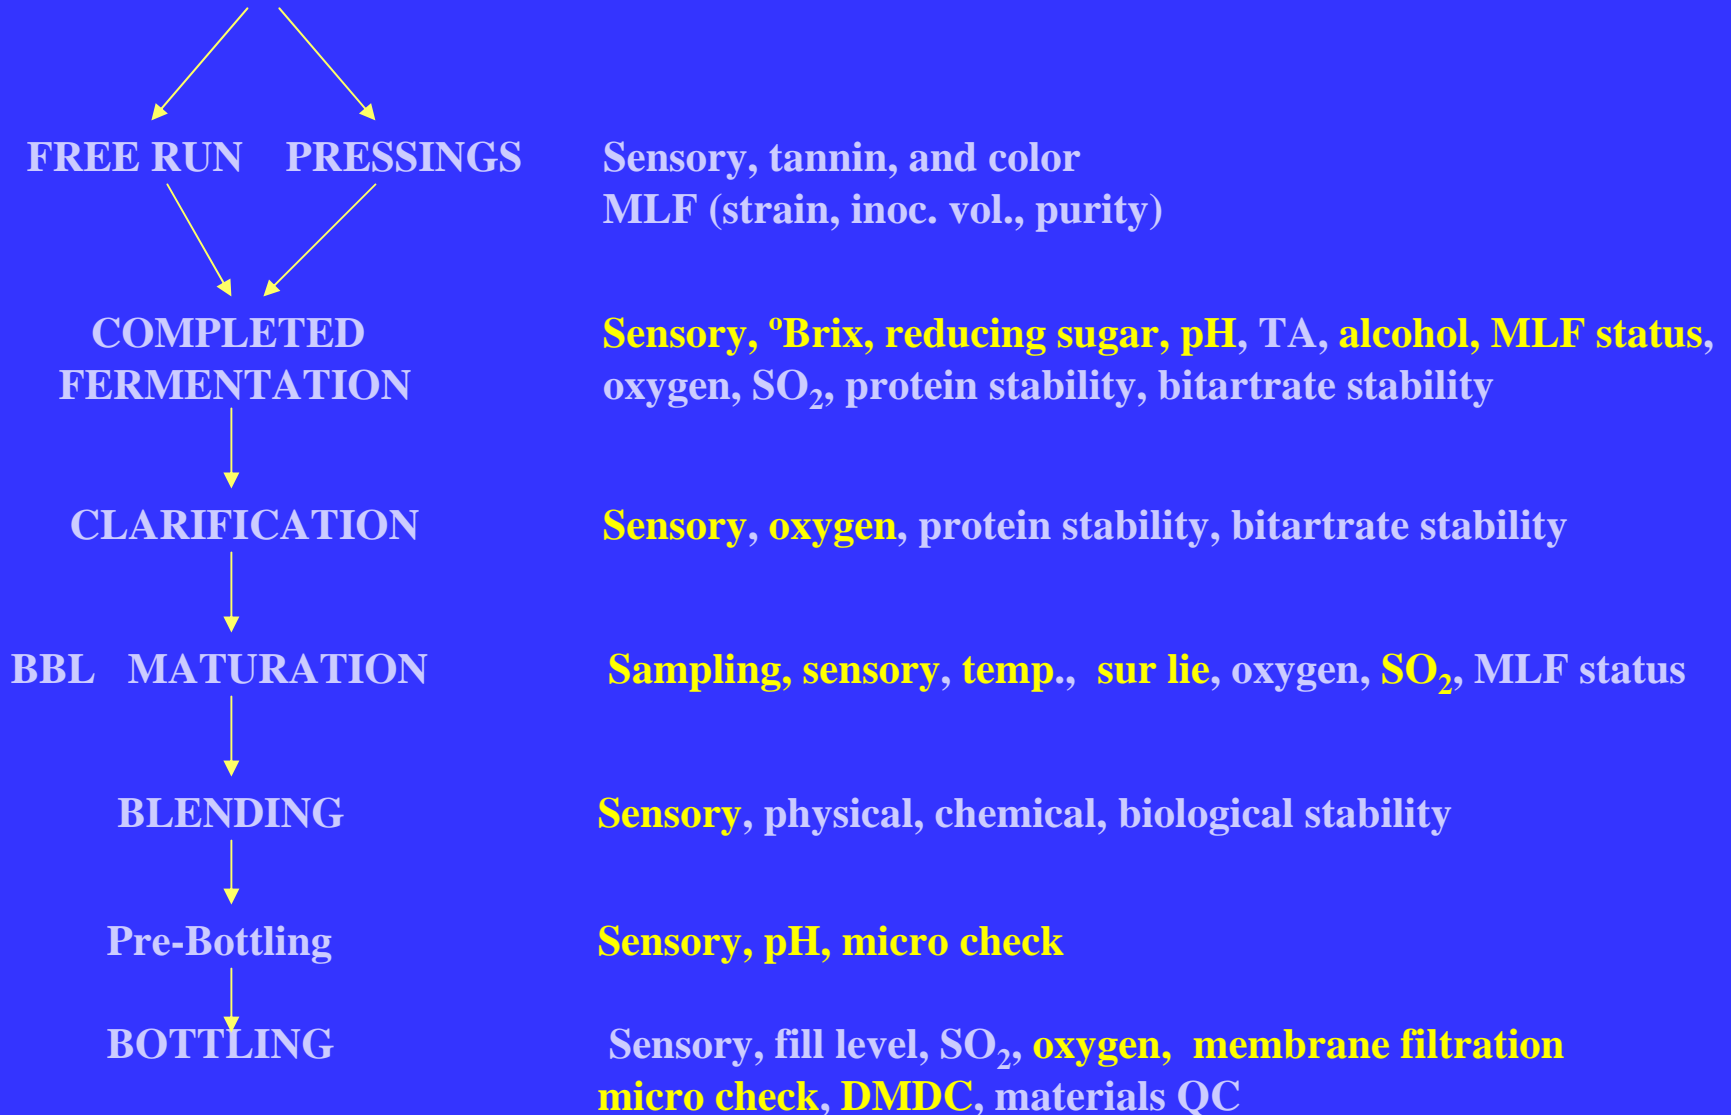 FREE RUN PRESSINGS Sensory, tannin, and color
MLF (strain, inoc. vol., purity)
COMPLETED Sensory, ºBrix, reducing sugar, pH, TA, alcohol, MLF status,
FERMENTATION oxygen, SO₂, protein stability, bitartrate stability
CLARIFICATION Sensory, oxygen, protein stability, bitartrate stability
BBL MATURATION Sampling, sensory, temp., sur lie, oxygen, SO₂, MLF status
BLENDING Sensory, physical, chemical, biological stability
Pre-Bottling Sensory, pH, micro check
BOTTLING Sensory, fill level, SO₂, oxygen, membrane filtration
micro check, DMDC, materials QC